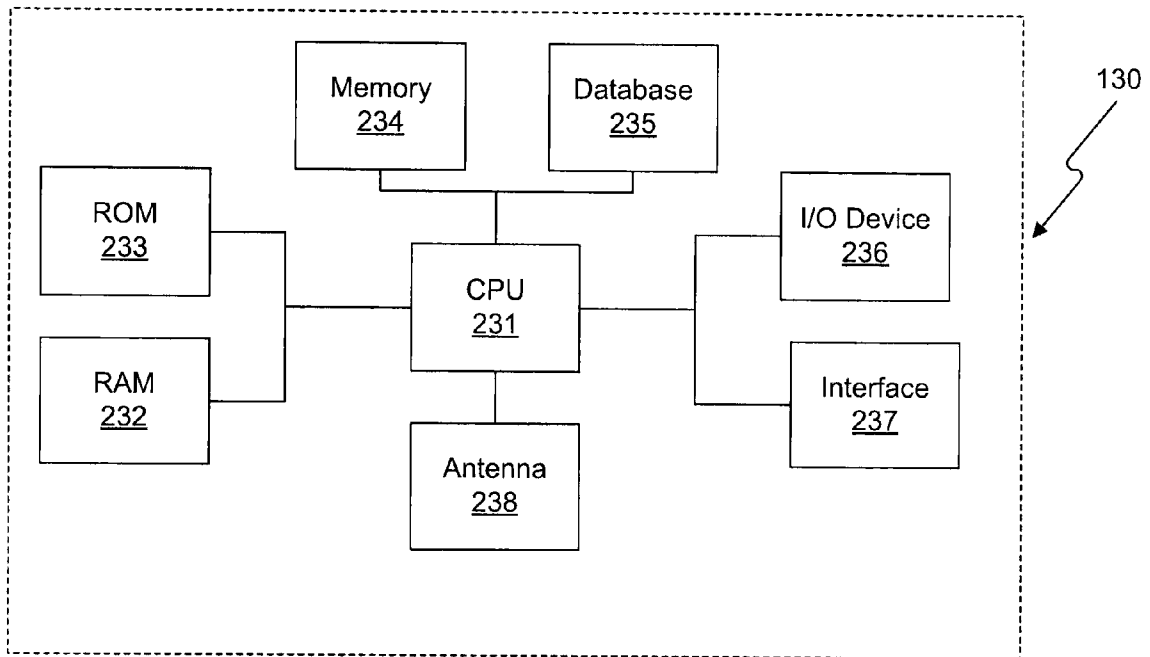 Memory
234
Database
235
130
ROM
233
I/O Device
236
CPU
231
RAM
232
Interface
237
Antenna
238